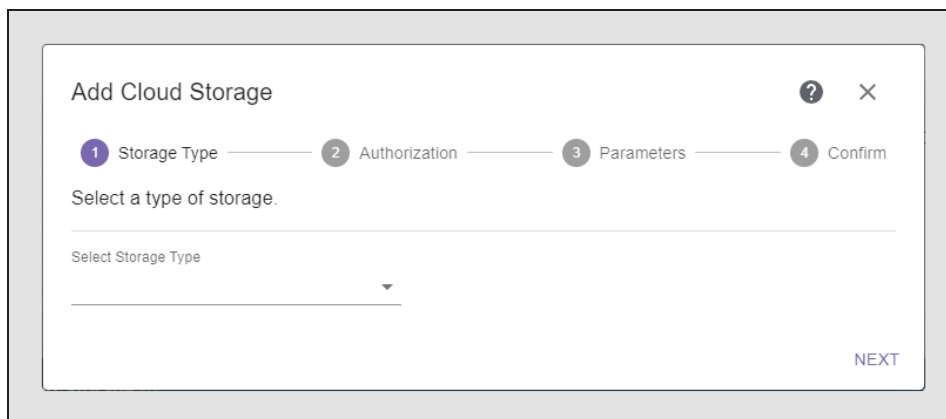 Add Cloud Storage ? ×
1 Storage Type 2 Authorization 3 Parameters 4 Confirm
Select a type of storage.
Select Storage Type
NEXT